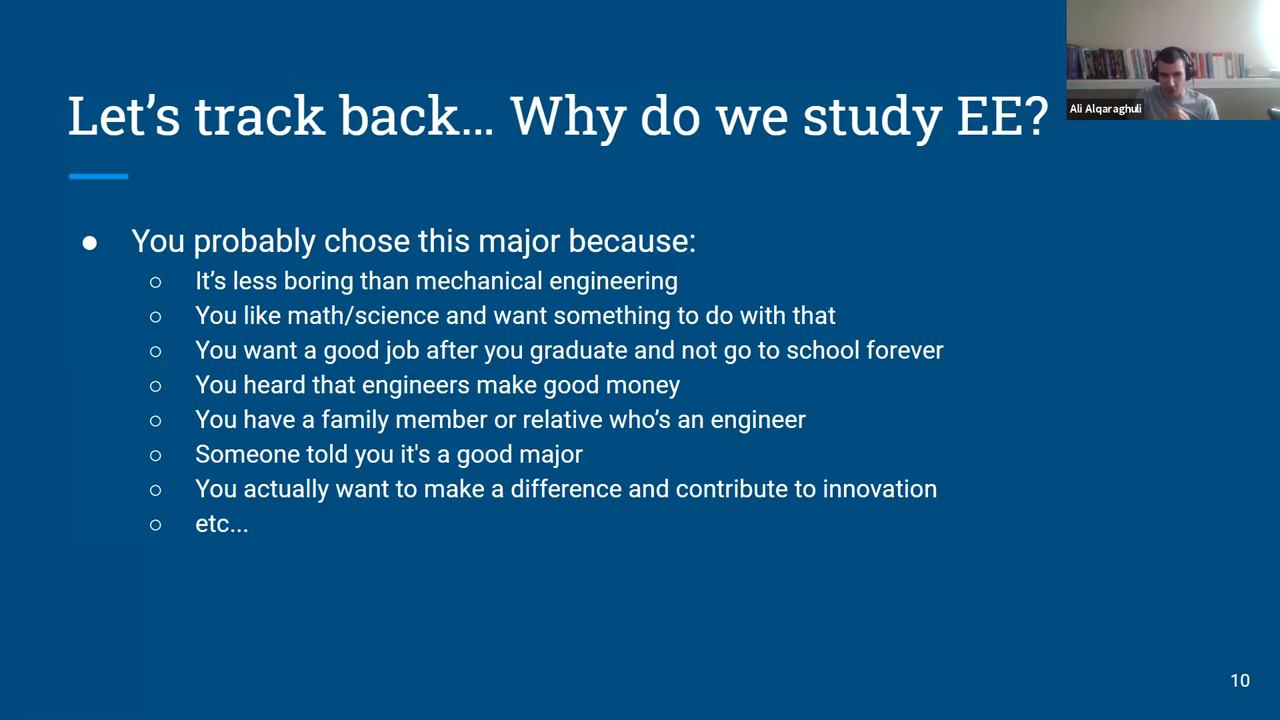 Let’s track back... Why do we study EE?
Ali Alqaraghuli
● You probably chose this major because:
○ It’s less boring than mechanical engineering
○ You like math/science and want something to do with that
○ You want a good job after you graduate and not go to school forever
○ You heard that engineers make good money
○ You have a family member or relative who’s an engineer
○ Someone told you it's a good major
○ You actually want to make a difference and contribute to innovation
○ etc...
10